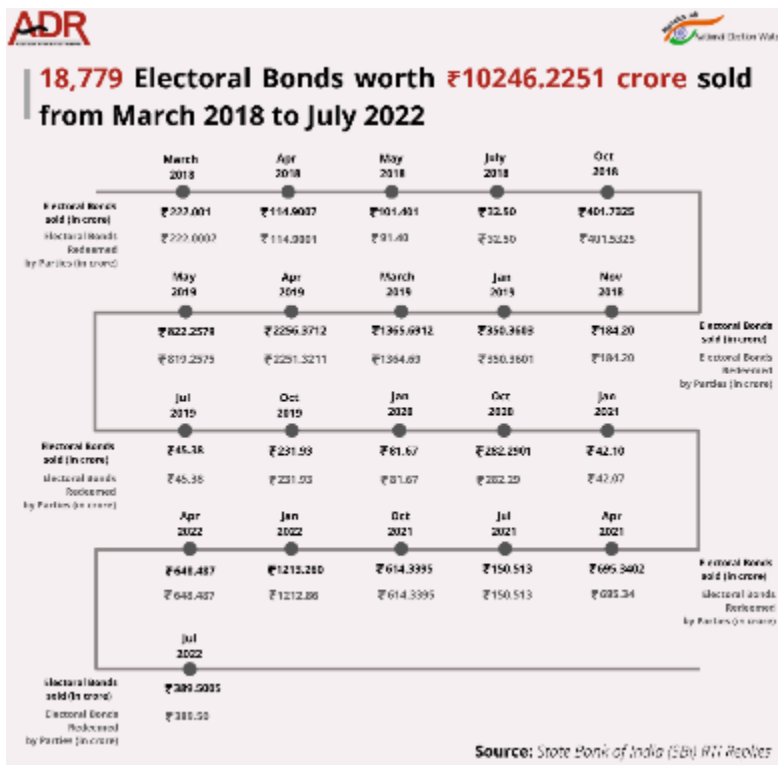 ADR
18,779 Electoral Bonds worth ₹10246.2251 crore sold
from March 2018 to July 2022
March Apr May July Oct
2018 2018 2018 2018 2018
Electoral Bonds
sold (in crore)
₹222.001 ₹114.9007 ₹101.401 ₹32.50 ₹401.7325
Electoral Bonds
Redeemed
by Parties (in crore)
₹222.0002 ₹114.9001 ₹91.40 ₹32.50 ₹401.5325
May Apr March Jan Nov
2019 2019 2019 2019 2018
₹822.2579 ₹2256.3712 ₹1365.6912 ₹350.3603 ₹184.20
Electoral Bonds
sold (in crore)
₹819.2575 ₹2251.3211 ₹1364.69 ₹350.3601 ₹184.20
Electoral Bonds
Redeemed
by Parties (in crore)
Jul Oct Jan Oct Jan
2019 2019 2020 2020 2021
Electoral Bonds
sold (in crore)
₹45.38 ₹231.93 ₹81.67 ₹282.2901 ₹42.10
Electoral Bonds
Redeemed
by Parties (in crore)
₹45.38 ₹231.93 ₹81.67 ₹282.29 ₹42.07
Apr Jan Oct Jul Apr
2022 2022 2021 2021 2021
₹648.487 ₹1213.260 ₹614.3395 ₹150.513 ₹695.3402
Electoral Bonds
sold (in crore)
₹648.487 ₹1212.86 ₹614.3395 ₹150.513 ₹695.34
Electoral Bonds
Redeemed
by Parties (in crore)
Jul
2022
Electoral Bonds
sold (in crore)
₹389.5005
Electoral Bonds
Redeemed
by Parties (in crore)
₹389.50
Source: State Bank of India (SBI) RTI Replies